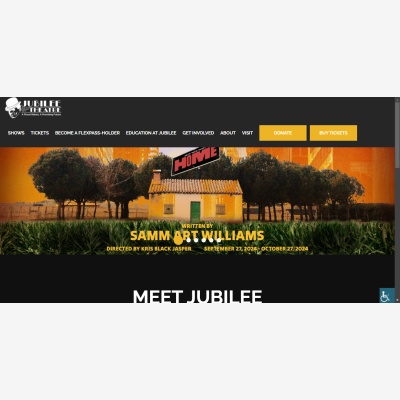 JUBILEE
THEATRE
SHOWS TICKETS BECOME A FLEXPASS-HOLDER EDUCATION AT JUBILEE GET INVOLVED ABOUT VISIT DONATE BUY TICKETS
HOME
WRITTEN BY
SAMM ART WILLIAMS
DIRECTED BY KRIS BLACK JASPER SEPTEMBER 27, 2024 - OCTOBER 27, 2024
MEET JUBILEE